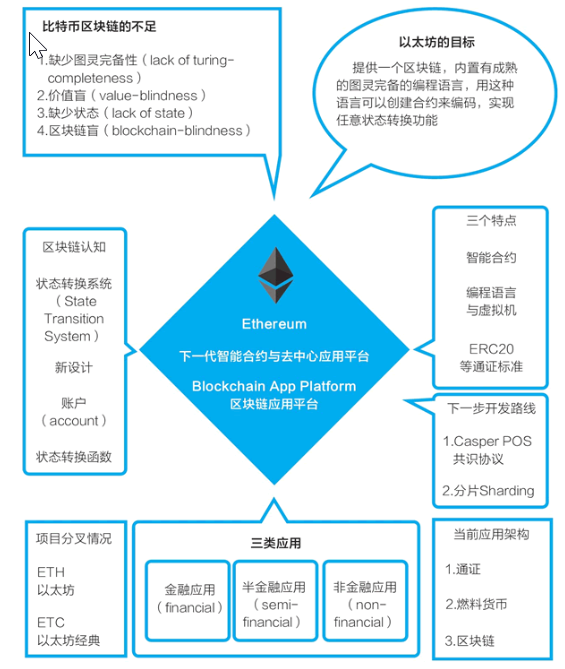 比特币区块链的不足
1.缺少图灵完备性（lack of turing-
completeness）
2.价值盲（value-blindness）
3.缺少状态（lack of state）
4.区块链盲（blockchain-blindness）
以太坊的目标
提供一个区块链，内置有成熟
的图灵完备的编程语言，用这种
语言可以创建合约来编码，实现
任意状态转换功能
区块链认知
状态转换系统
（State
Transition
System）
新设计
账户
（account）
状态转换函数
Ethereum
下一代智能合约与去中心应用平台
Blockchain App Platform
区块链应用平台
三个特点
智能合约
编程语言
与虚拟机
ERC20
等通证标准
下一步开发路线
1.Casper POS
共识协议
2.分片Sharding
项目分叉情况
ETH
以太坊
ETC
以太坊经典
三类应用
金融应用
（financial）
半金融应用
（semi-
financial）
非金融应用
（non-
financial）
当前应用架构
1.通证
2.燃料货币
3.区块链